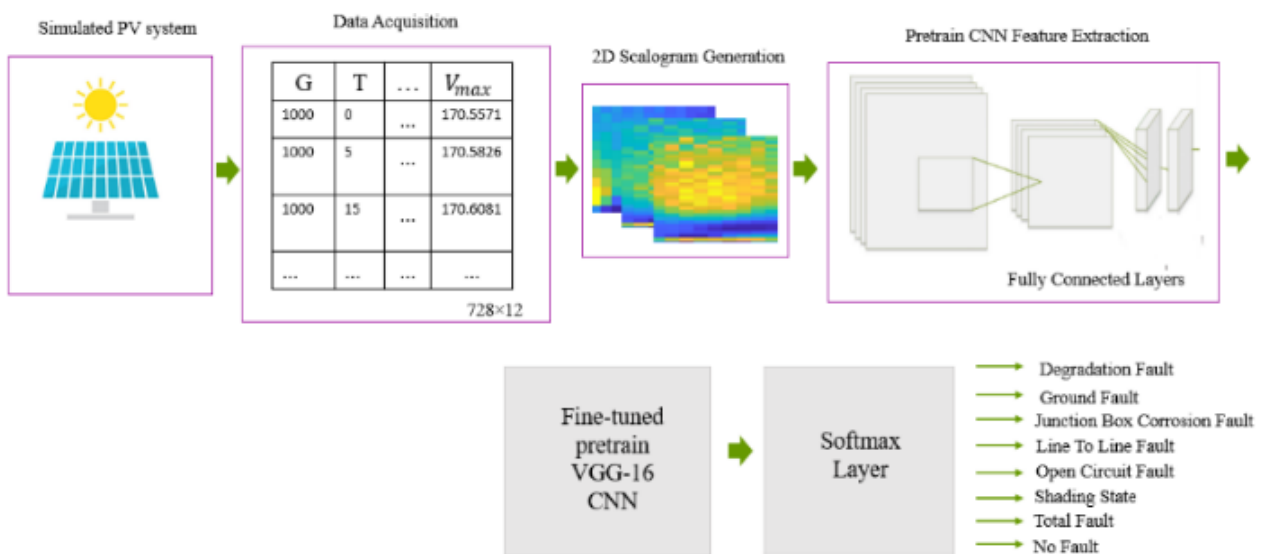 Simulated PV system
Data Acquisition
2D Scalogram Generation
Pretrain CNN Feature Extraction
G T ... Vmax
1000 0 ... 170.5571
1000 5 ... 170.5826
1000 15 ... 170.6081
... ... ... ...
728×12
Fully Connected Layers
Fine-tuned
pretrain
VGG-16
CNN
Softmax
Layer
Degradation Fault
Ground Fault
Junction Box Corrosion Fault
Line To Line Fault
Open Circuit Fault
Shading State
Total Fault
No Fault